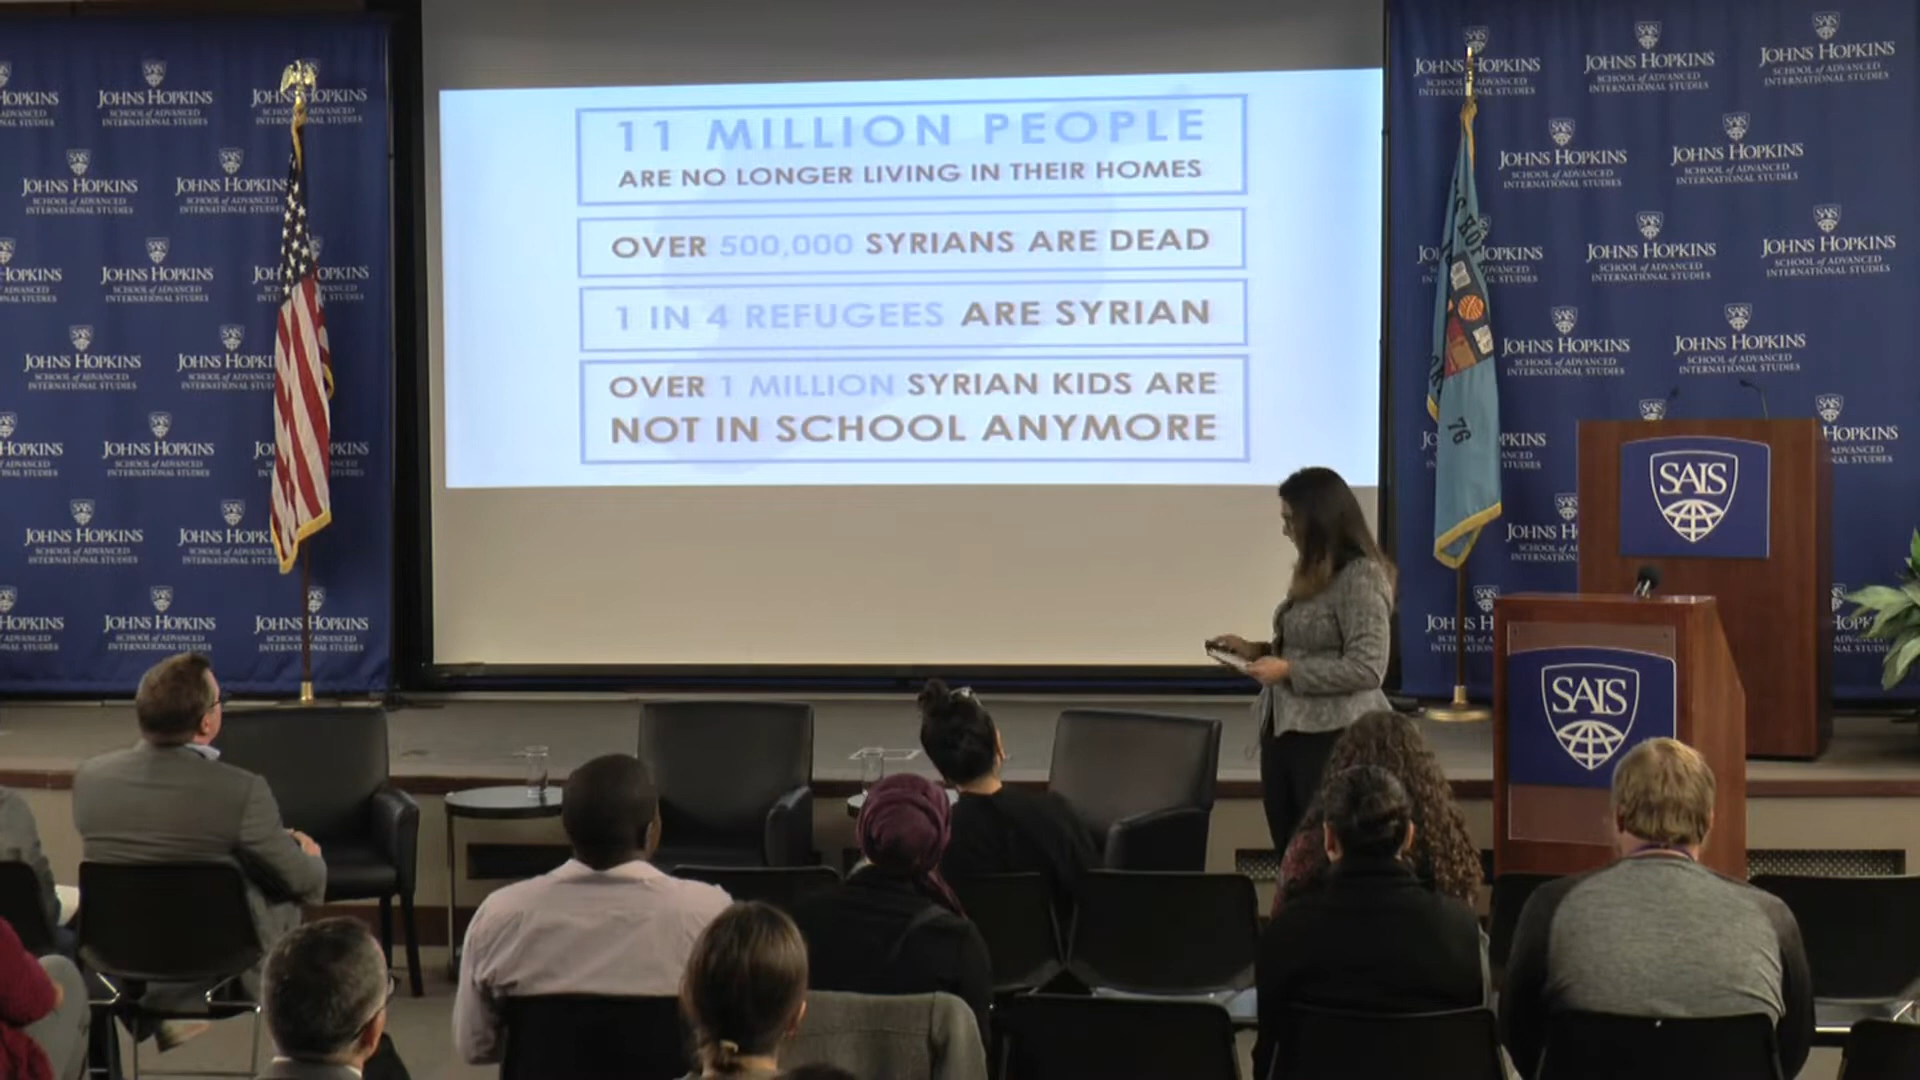 11 MILLION PEOPLE
ARE NO LONGER LIVING IN THEIR HOMES
OVER 500,000 SYRIANS ARE DEAD
1 IN 4 REFUGEES ARE SYRIAN
OVER 1 MILLION SYRIAN KIDS ARE
NOT IN SCHOOL ANYMORE
SAIS
JOHNS HOPKINS
SCHOOL of ADVANCED
INTERNATIONAL STUDIES
76
SAIS
SAIS